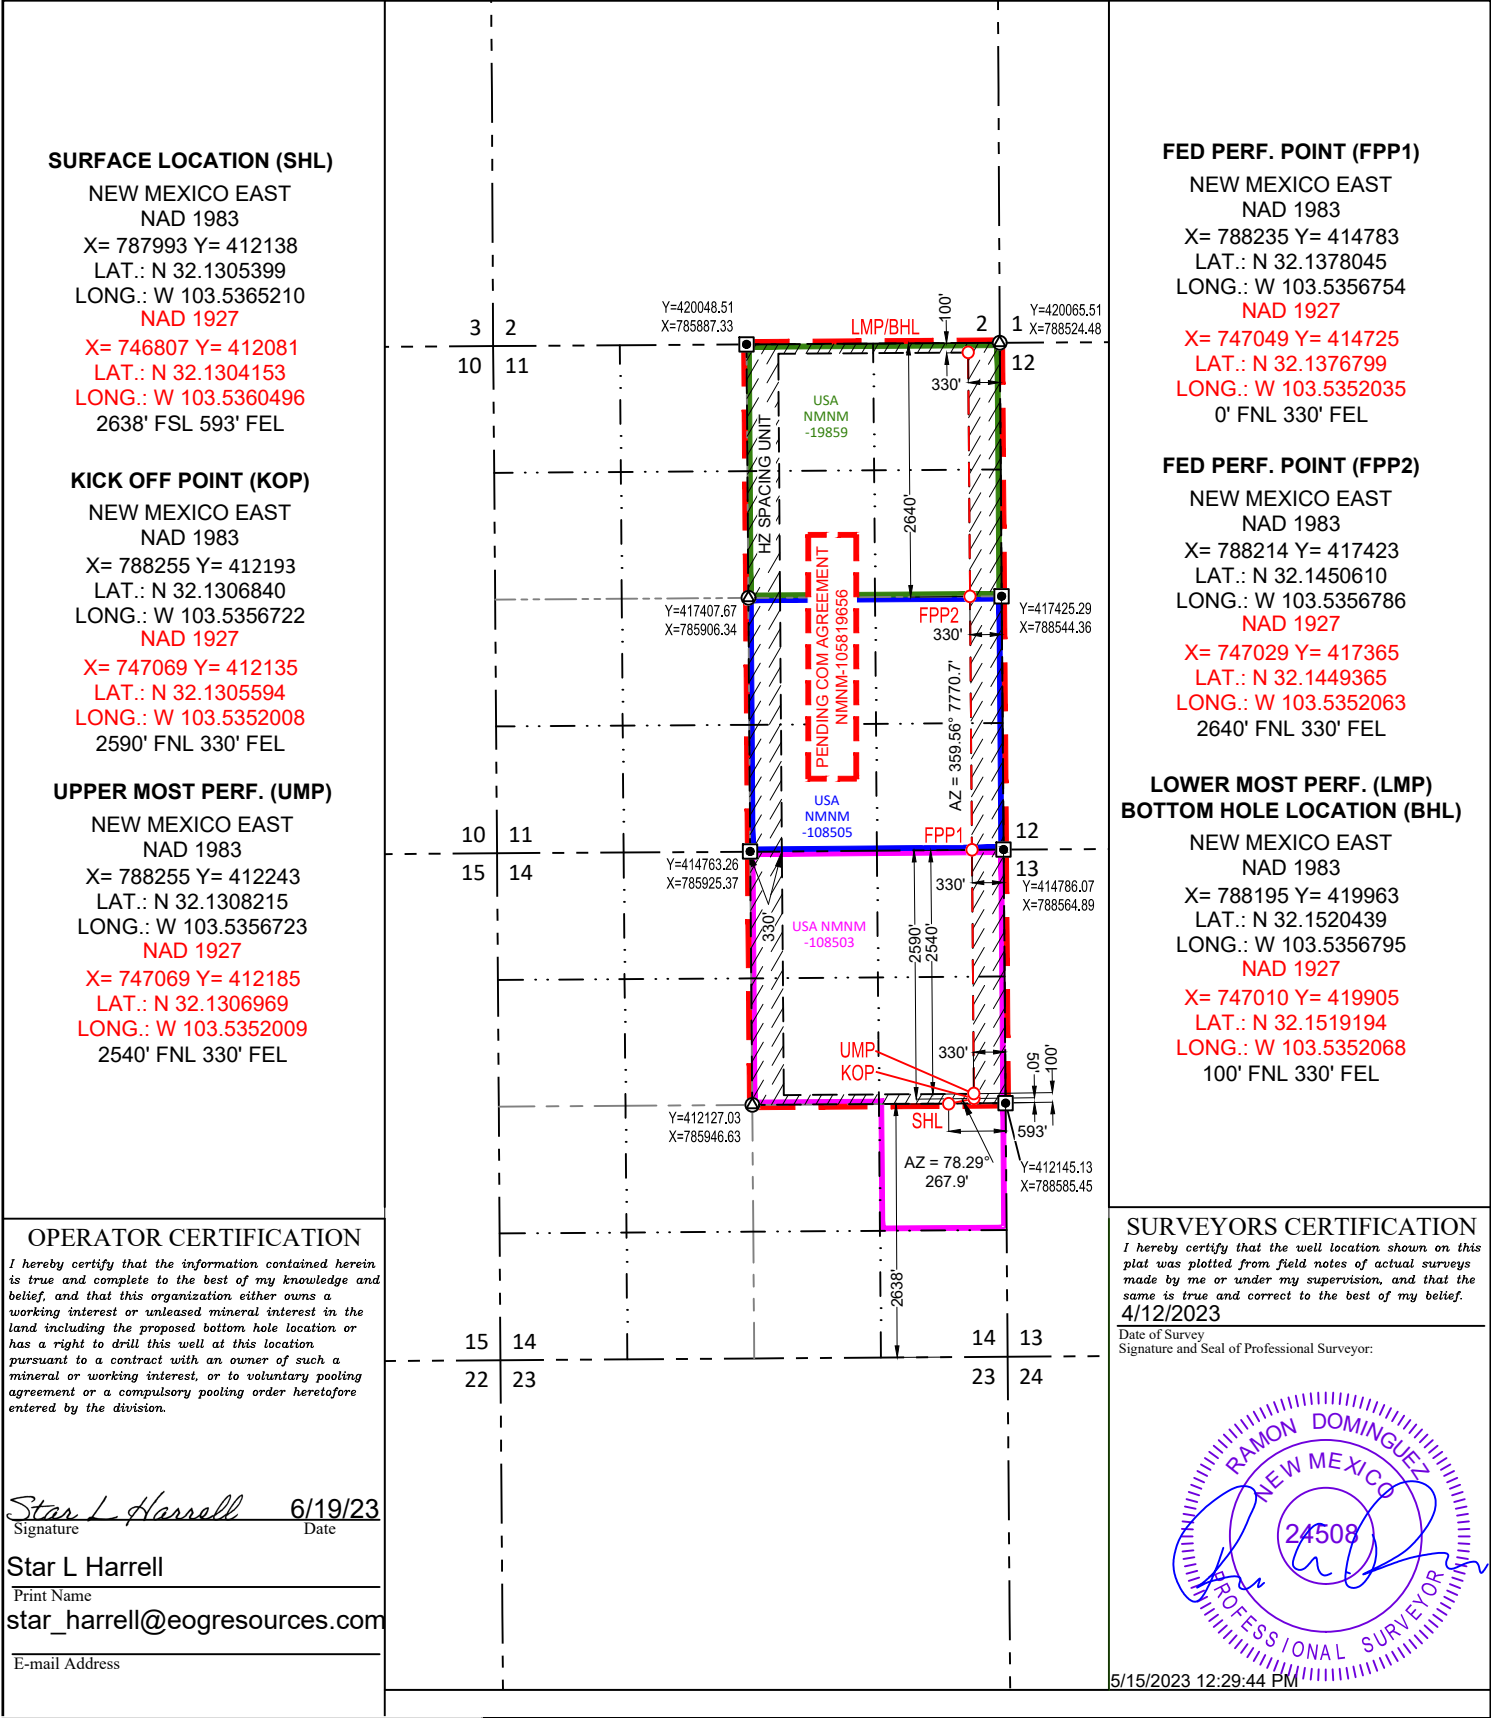 SURFACE LOCATION (SHL)
NEW MEXICO EAST
NAD 1983
X= 787993 Y= 412138
LAT.: N 32.1305399
LONG.: W 103.5365210
NAD 1927
X= 746807 Y= 412081
LAT.: N 32.1304153
LONG.: W 103.5360496
2638' FSL 593' FEL
KICK OFF POINT (KOP)
NEW MEXICO EAST
NAD 1983
X= 788255 Y= 412193
LAT.: N 32.1306840
LONG.: W 103.5356722
NAD 1927
X= 747069 Y= 412135
LAT.: N 32.1305594
LONG.: W 103.5352008
2590' FNL 330' FEL
UPPER MOST PERF. (UMP)
NEW MEXICO EAST
NAD 1983
X= 788255 Y= 412243
LAT.: N 32.1308215
LONG.: W 103.5356723
NAD 1927
X= 747069 Y= 412185
LAT.: N 32.1306969
LONG.: W 103.5352009
2540' FNL 330' FEL
OPERATOR CERTIFICATION
I hereby certify that the information contained herein
is true and complete to the best of my knowledge and
belief, and that this organization either owns a
working interest or unleased mineral interest in the
land including the proposed bottom hole location or
has a right to drill this well at this location
pursuant to a contract with an owner of such a
mineral or working interest, or to voluntary pooling
agreement or a compulsory pooling order heretofore
entered by the division.
Star L Harrell 6/19/23
Signature Date
Star L Harrell
Print Name
star_harrell@eogresources.com
E-mail Address
Y=420048.51
X=785887.33
LMP/BHL
100'
Y=420065.51
X=788524.48
3 2
10 11
2 1
12
330'
USA
NMNM
-19859
HZ SPACING UNIT
2640'
PENDING COM AGREEMENT
NMNM-105819656
Y=417407.67
X=785906.34
FPP2
330'
Y=417425.29
X=788544.36
AZ = 359.56° 7770.7'
USA
NMNM
-108505
FPP1
10 11
15 14
12
13
Y=414763.26
X=785925.37
330'
Y=414786.07
X=788564.89
330'
USA NMNM
-108503
2590'
2540'
UMP
KOP
330'
50'
100'
SHL
593'
Y=412127.03
X=785946.63
AZ = 78.29°
267.9'
Y=412145.13
X=788585.45
2638'
15 14
22 23
14 13
23 24
FED PERF. POINT (FPP1)
NEW MEXICO EAST
NAD 1983
X= 788235 Y= 414783
LAT.: N 32.1378045
LONG.: W 103.5356754
NAD 1927
X= 747049 Y= 414725
LAT.: N 32.1376799
LONG.: W 103.5352035
0' FNL 330' FEL
FED PERF. POINT (FPP2)
NEW MEXICO EAST
NAD 1983
X= 788214 Y= 417423
LAT.: N 32.1450610
LONG.: W 103.5356786
NAD 1927
X= 747029 Y= 417365
LAT.: N 32.1449365
LONG.: W 103.5352063
2640' FNL 330' FEL
LOWER MOST PERF. (LMP)
BOTTOM HOLE LOCATION (BHL)
NEW MEXICO EAST
NAD 1983
X= 788195 Y= 419963
LAT.: N 32.1520439
LONG.: W 103.5356795
NAD 1927
X= 747010 Y= 419905
LAT.: N 32.1519194
LONG.: W 103.5352068
100' FNL 330' FEL
SURVEYORS CERTIFICATION
I hereby certify that the well location shown on this
plat was plotted from field notes of actual surveys
made by me or under my supervision, and that the
same is true and correct to the best of my belief.
4/12/2023
Date of Survey
Signature and Seal of Professional Surveyor:
RAMON DOMINGUEZ
NEW MEXICO
24508
PROFESSIONAL SURVEYOR
5/15/2023 12:29:44 PM